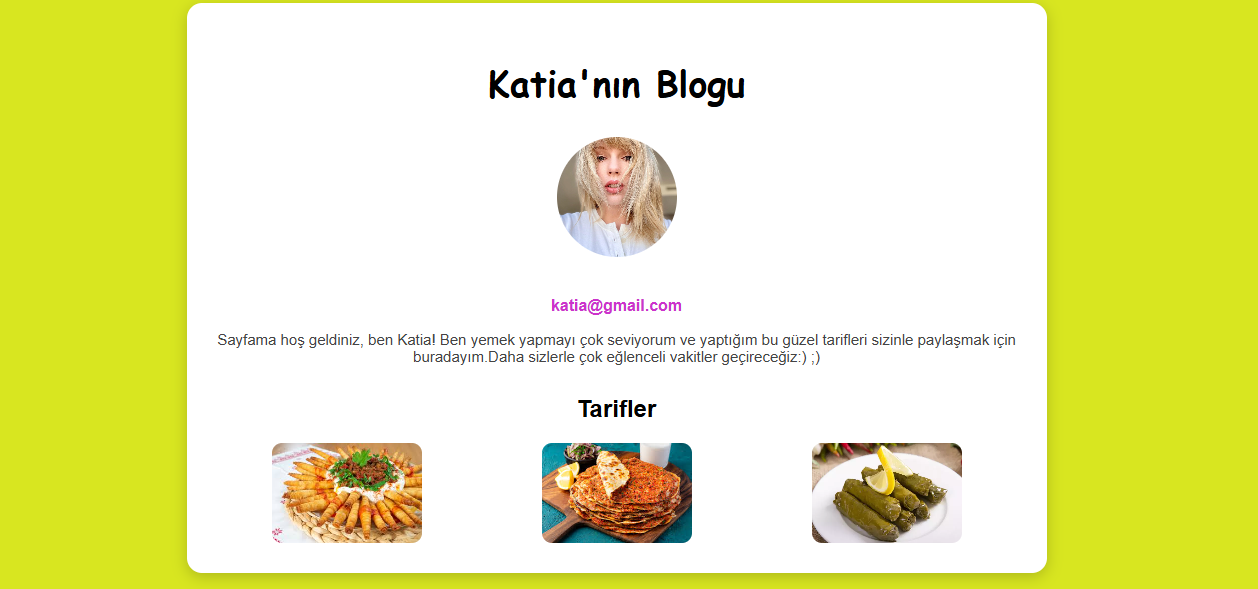 Katia'nın Blogu
katia@gmail.com
Sayfama hoş geldiniz, ben Katia! Ben yemek yapmayı çok seviyorum ve yaptığım bu güzel tarifleri sizinle paylaşmak için
buradayım.Daha sizlerle çok eğlenceli vakitler geçireceğiz:) ;)
Tarifler